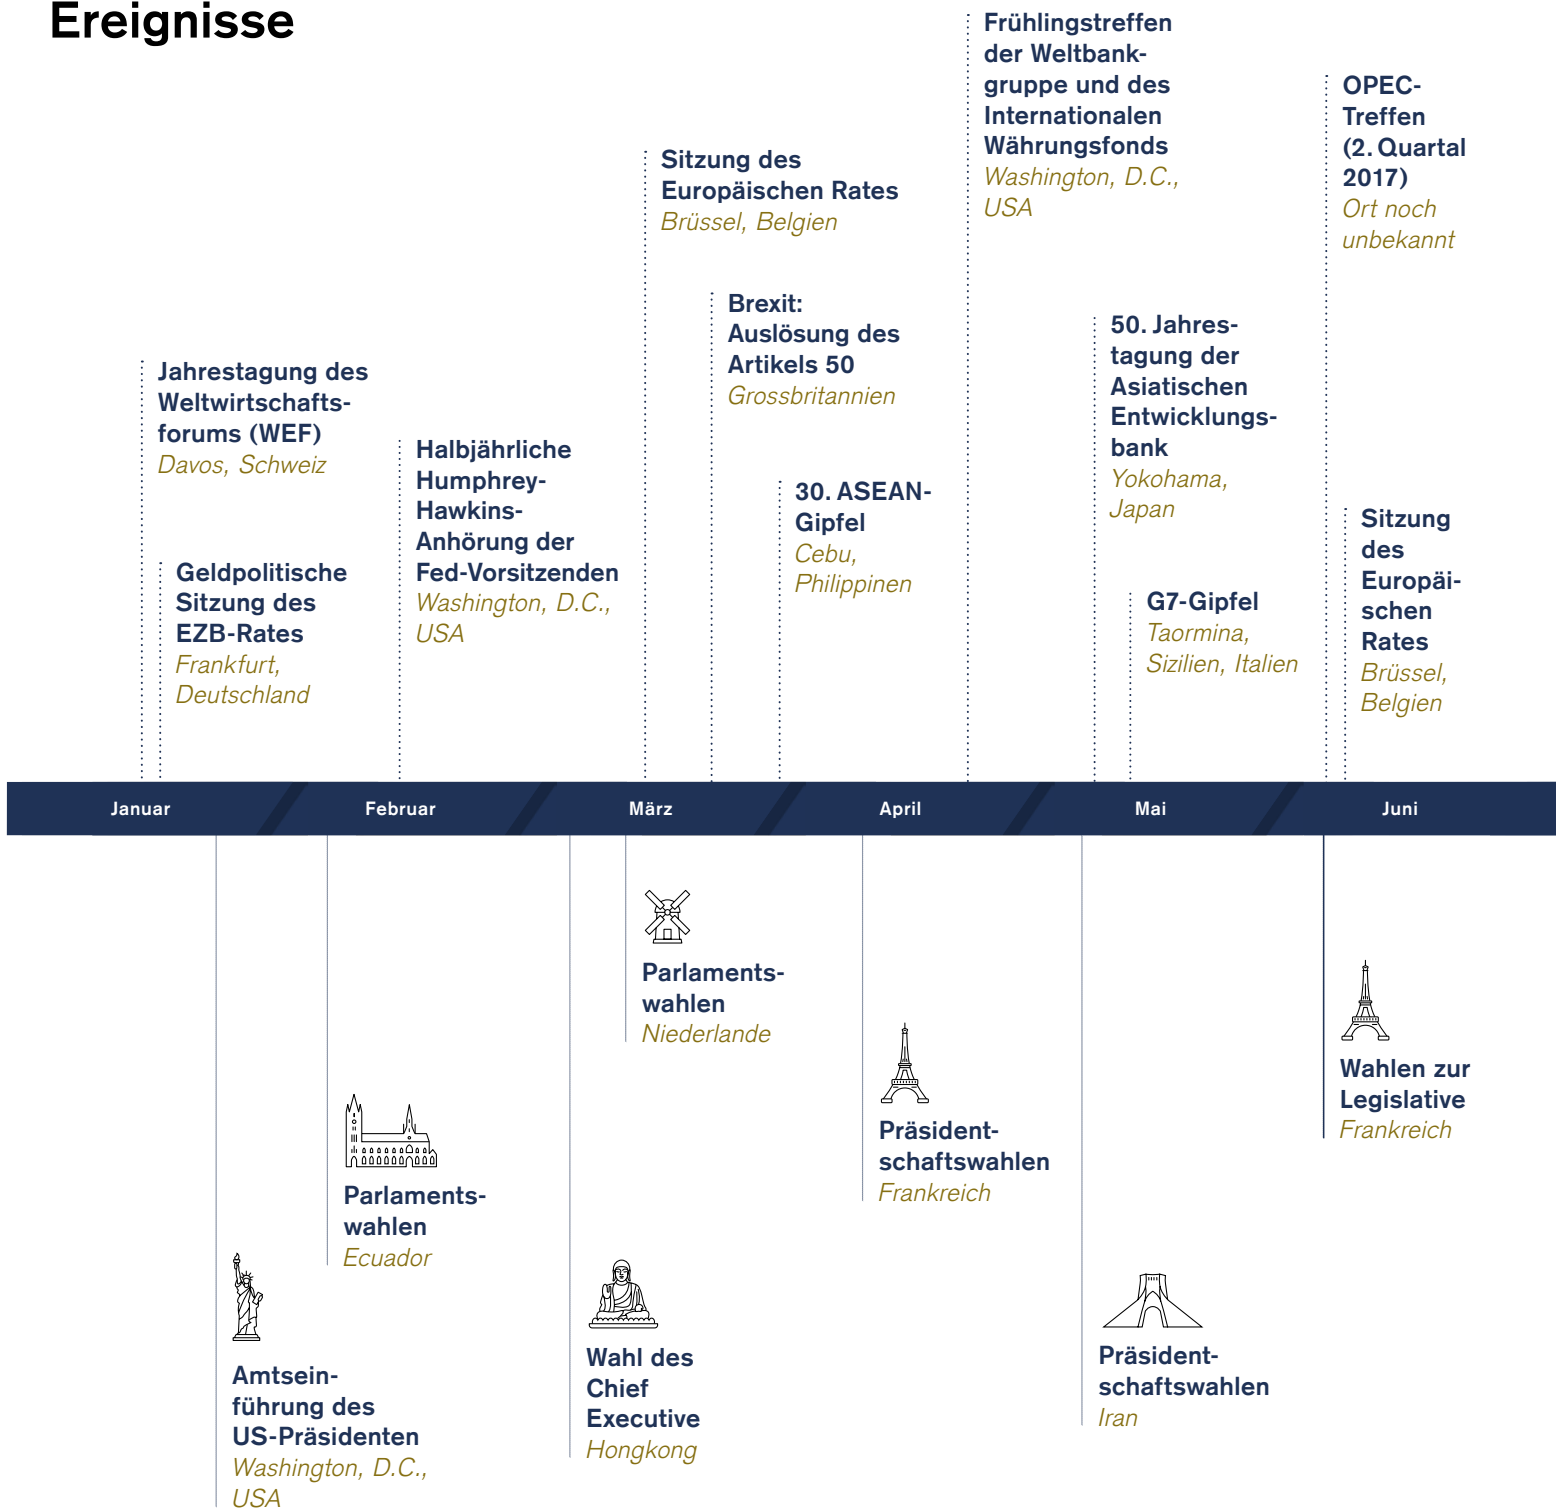 Ereignisse
Jahrestagung des
Weltwirtschafts-
forums (WEF)
Davos, Schweiz
Geldpolitische
Sitzung des
EZB-Rates
Frankfurt,
Deutschland
Halbjährliche
Humphrey-
Hawkins-
Anhörung der
Fed-Vorsitzenden
Washington, D.C.,
USA
Sitzung des
Europäischen Rates
Brüssel, Belgien
Brexit:
Auslösung des
Artikels 50
Grossbritannien
30. ASEAN-
Gipfel
Cebu,
Philippinen
Frühlingstreffen
der Weltbank-
gruppe und des
Internationalen
Währungsfonds
Washington, D.C.,
USA
50. Jahres-
tagung der
Asiatischen
Entwicklungs-
bank
Yokohama,
Japan
G7-Gipfel
Taormina,
Sizilien, Italien
OPEC-
Treffen
(2. Quartal
2017)
Ort noch
unbekannt
Sitzung
des
Europäi-
schen
Rates
Brüssel,
Belgien
Januar
Februar
März
April
Mai
Juni
Amtsein-
führung des
US-Präsidenten
Washington, D.C.,
USA
Parlaments-
wahlen
Ecuador
Wahl des
Chief
Executive
Hongkong
Parlaments-
wahlen
Niederlande
Präsident-
schaftswahlen
Frankreich
Präsident-
schaftswahlen
Iran
Wahlen zur
Legislative
Frankreich